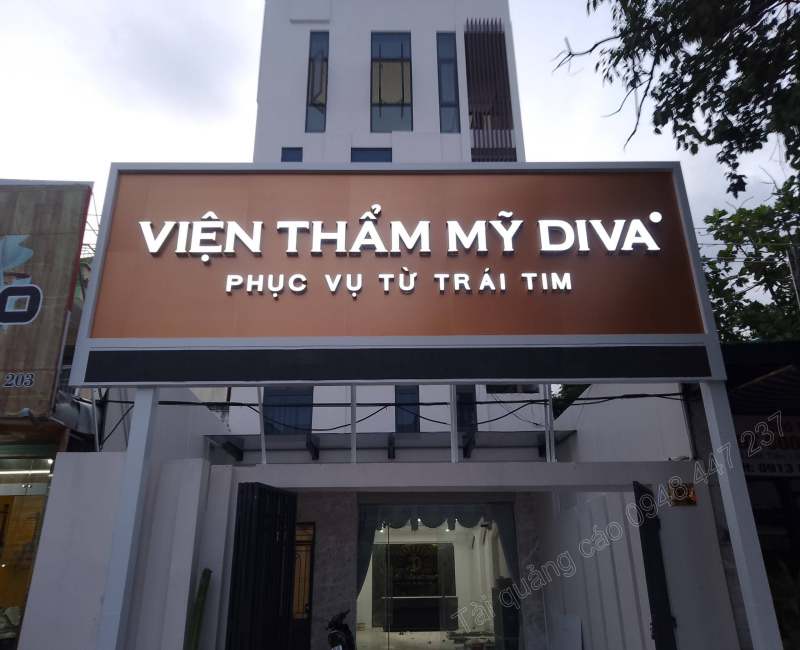 VIỆN THẨM MỸ DIVA
PHỤC VỤ TỪ TRÁI TIM
203
Tài quảng cáo 0948 447 237